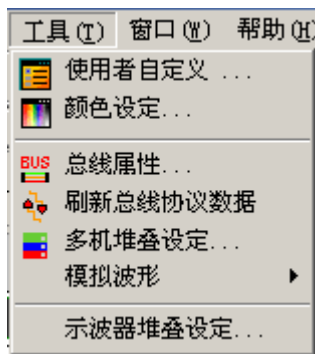 工具(T) 窗口(W) 帮助(H)
使用者自定义 ...
颜色设定...
BUS 总线属性...
刷新总线协议数据
多机堆叠设定...
模拟波形
示波器堆叠设定...